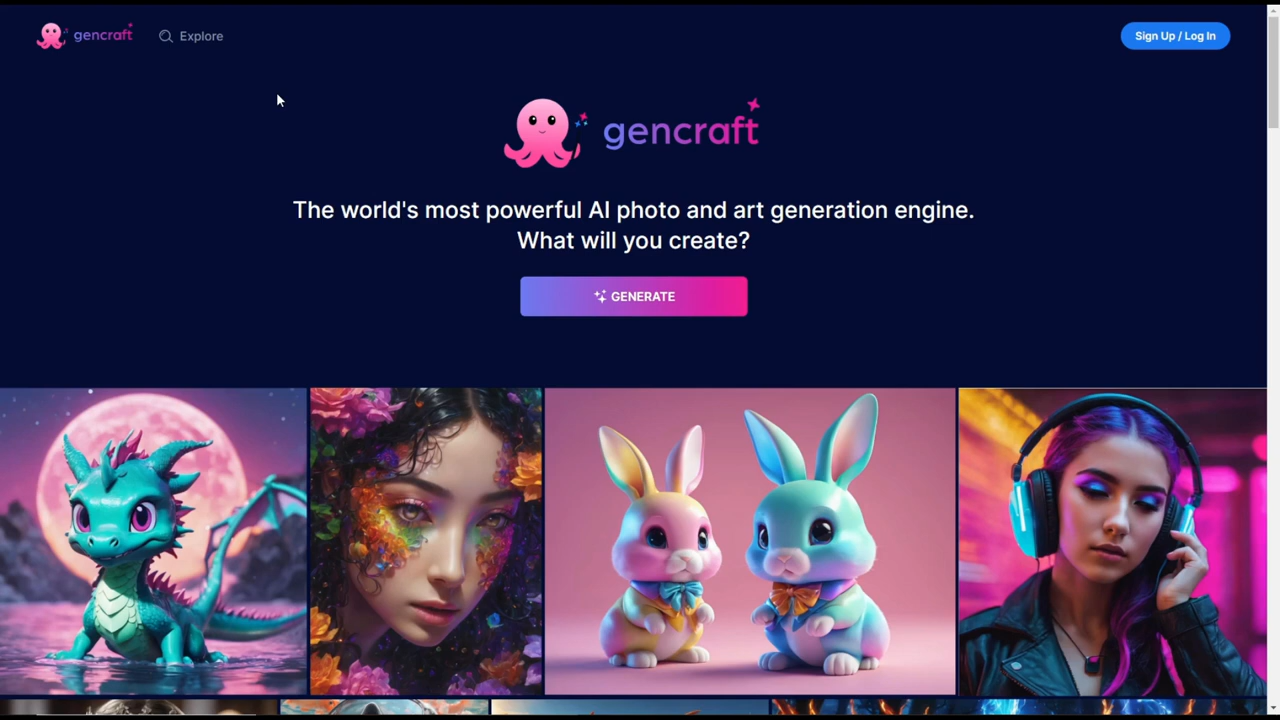 gencraft
Explore
Sign Up / Log In
gencraft
The world's most powerful AI photo and art generation engine.
What will you create?
GENERATE